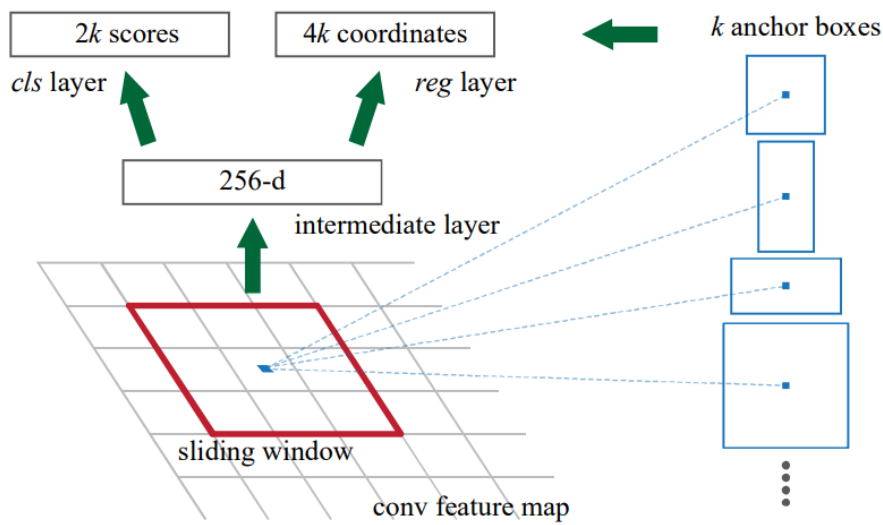 2k scores
4k coordinates
k anchor boxes
cls layer
reg layer
256-d
intermediate layer
sliding window
conv feature map